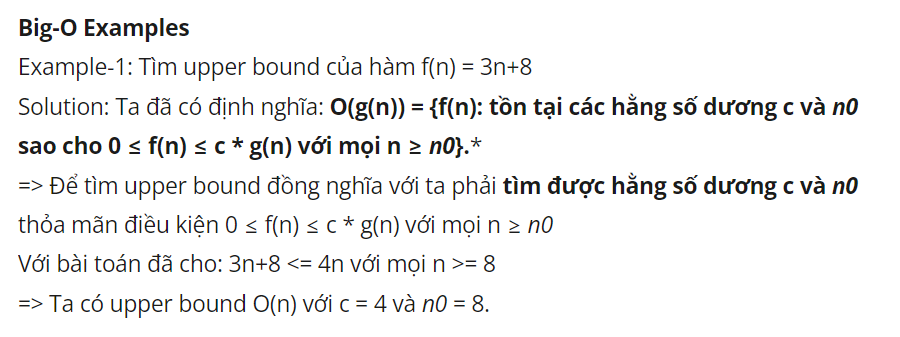 Big-O Examples
Example-1: Tìm upper bound của hàm f(n) = 3n+8
Solution: Ta đã có định nghĩa: O(g(n)) = {f(n): tồn tại các hằng số dương c và n0
sao cho 0 ≤ f(n) ≤ c * g(n) với mọi n ≥ n0}.*
=> Để tìm upper bound đồng nghĩa với ta phải tìm được hằng số dương c và n0
thỏa mãn điều kiện 0 ≤ f(n) ≤ c * g(n) với mọi n ≥ n0
Với bài toán đã cho: 3n+8 <= 4n với mọi n >= 8
=> Ta có upper bound O(n) với c = 4 và n0 = 8.